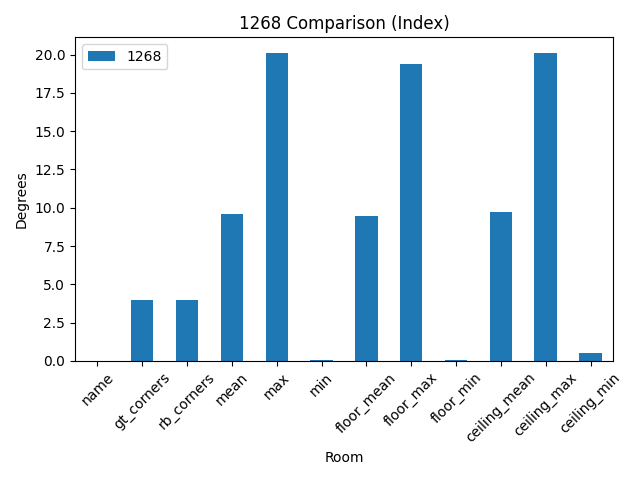 1268 Comparison (Index)
1268
Degrees
20.0
17.5
15.0
12.5
10.0
7.5
5.0
2.5
0.0
name
gt_corners
rb_corners
mean
max
min
floor_mean
floor_max
floor_min
ceiling_mean
ceiling_max
ceiling_min
Room